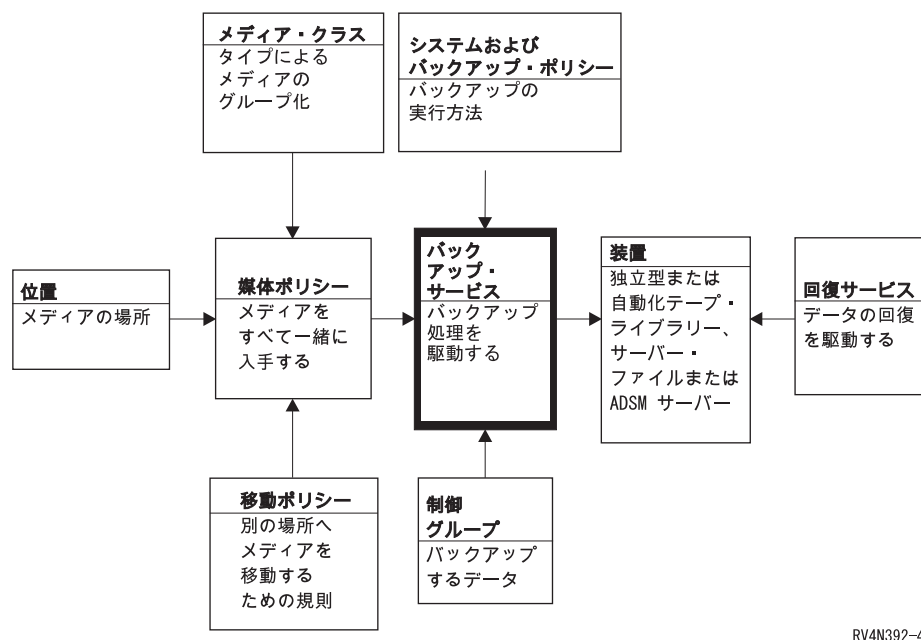 メディア・クラス
タイプによる
メディアの
グループ化
システムおよび
バックアップ・ポリシー
バックアップの
実行方法
位置
メディアの場所
媒体ポリシー
メディアを
すべて一緒に
入手する
バック
アップ・
サービス
バックアップ
処理を
駆動する
装置
独立型または
自動化テープ・
ライブラリー、
サーバー・
ファイルまたは
ADSM サーバー
回復サービス
データの回復
を駆動する
移動ポリシー
別の場所へ
メディアを
移動する
ための規則
制御
グループ
バックアップ
するデータ
RV4N392-4